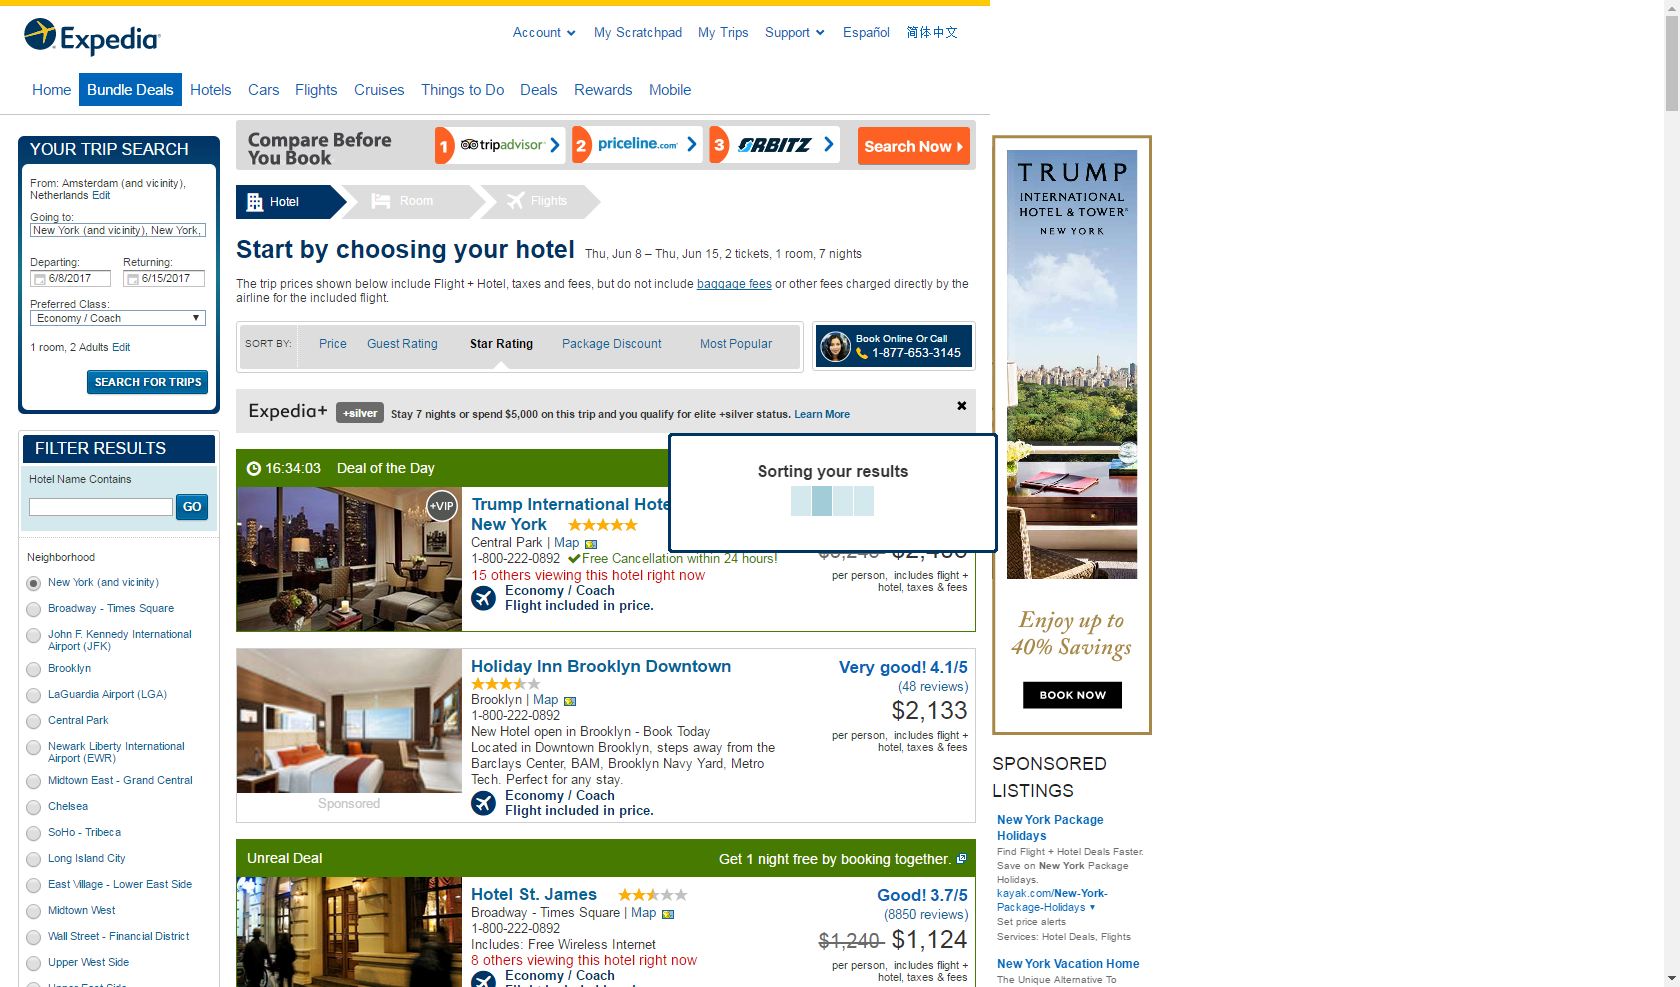 Expedia
Account
My Scratchpad
My Trips
Support
Español
简体中文
Home
Bundle Deals
Hotels
Cars
Flights
Cruises
Things to Do
Deals
Rewards
Mobile
YOUR TRIP SEARCH
From: Amsterdam (and vicinity),
Netherlands Edit
Going to:
New York (and vicinity), New York,
Departing:
Returning:
6/8/2017
6/15/2017
Preferred Class:
Economy / Coach
1 room, 2 Adults Edit
SEARCH FOR TRIPS
FILTER RESULTS
Hotel Name Contains
GO
Neighborhood
New York (and vicinity)
Broadway - Times Square
John F. Kennedy International
Airport (JFK)
Brooklyn
LaGuardia Airport (LGA)
Central Park
Newark Liberty International
Airport (EWR)
Midtown East - Grand Central
Chelsea
SoHo - Tribeca
Long Island City
East Village - Lower East Side
Midtown West
Wall Street - Financial District
Upper West Side
Compare Before
You Book
1 tripadvisor
2 priceline.com
3 ORBITZ
Search Now
Hotel
Room
Flights
Start by choosing your hotel
Thu, Jun 8 – Thu, Jun 15, 2 tickets, 1 room, 7 nights
The trip prices shown below include Flight + Hotel, taxes and fees, but do not include baggage fees or other fees charged directly by the
airline for the included flight.
SORT BY:
Price
Guest Rating
Star Rating
Package Discount
Most Popular
Book Online Or Call
1-877-653-3145
Expedia+
+silver
Stay 7 nights or spend $5,000 on this trip and you qualify for elite +silver status. Learn More
16:34:03
Deal of the Day
Sorting your results
+VIP
Trump International Hote
New York
Central Park | Map
1-800-222-0892
Free Cancellation within 24 hours!
15 others viewing this hotel right now
Economy / Coach
Flight included in price.
per person, includes flight +
hotel, taxes & fees
Holiday Inn Brooklyn Downtown
Brooklyn | Map
1-800-222-0892
New Hotel open in Brooklyn - Book Today
Located in Downtown Brooklyn, steps away from the
Barclays Center, BAM, Brooklyn Navy Yard, Metro
Tech. Perfect for any stay.
Economy / Coach
Flight included in price.
Sponsored
Very good! 4.1/5
(48 reviews)
$2,133
per person, includes flight +
hotel, taxes & fees
Unreal Deal
Get 1 night free by booking together.
Hotel St. James
Broadway - Times Square | Map
1-800-222-0892
Includes: Free Wireless Internet
8 others viewing this hotel right now
Economy / Coach
Good! 3.7/5
(8850 reviews)
$1,240 $1,124
per person, includes flight +
hotel, taxes & fees
TRUMP
INTERNATIONAL
HOTEL & TOWER®
NEW YORK
Enjoy up to
40% Savings
BOOK NOW
SPONSORED
LISTINGS
New York Package
Holidays
Find Flight + Hotel Deals Faster.
Save on New York Package
Holidays.
kayak.com/New-York-
Package-Holidays
Set price alerts
Services: Hotel Deals, Flights
New York Vacation Home
The Unique Alternative To